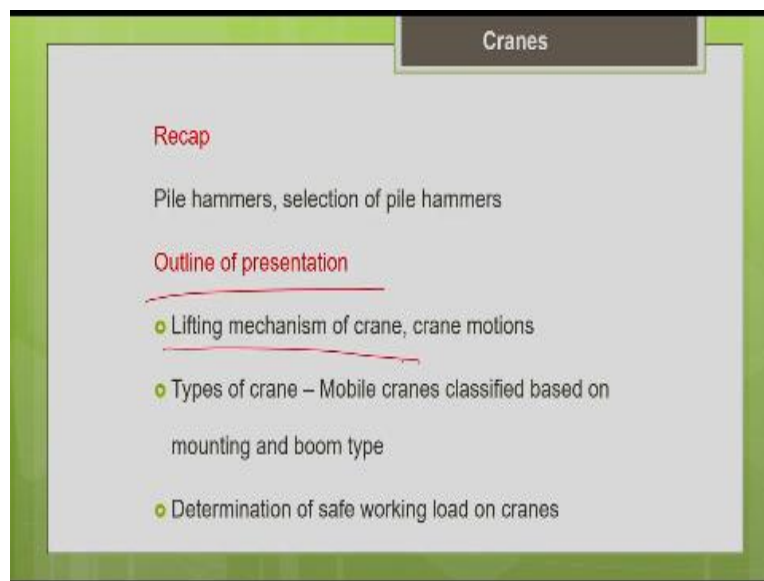 Cranes
Recap
Pile hammers, selection of pile hammers
Outline of presentation
Lifting mechanism of crane, crane motions
Types of crane – Mobile cranes classified based on
mounting and boom type
Determination of safe working load on cranes